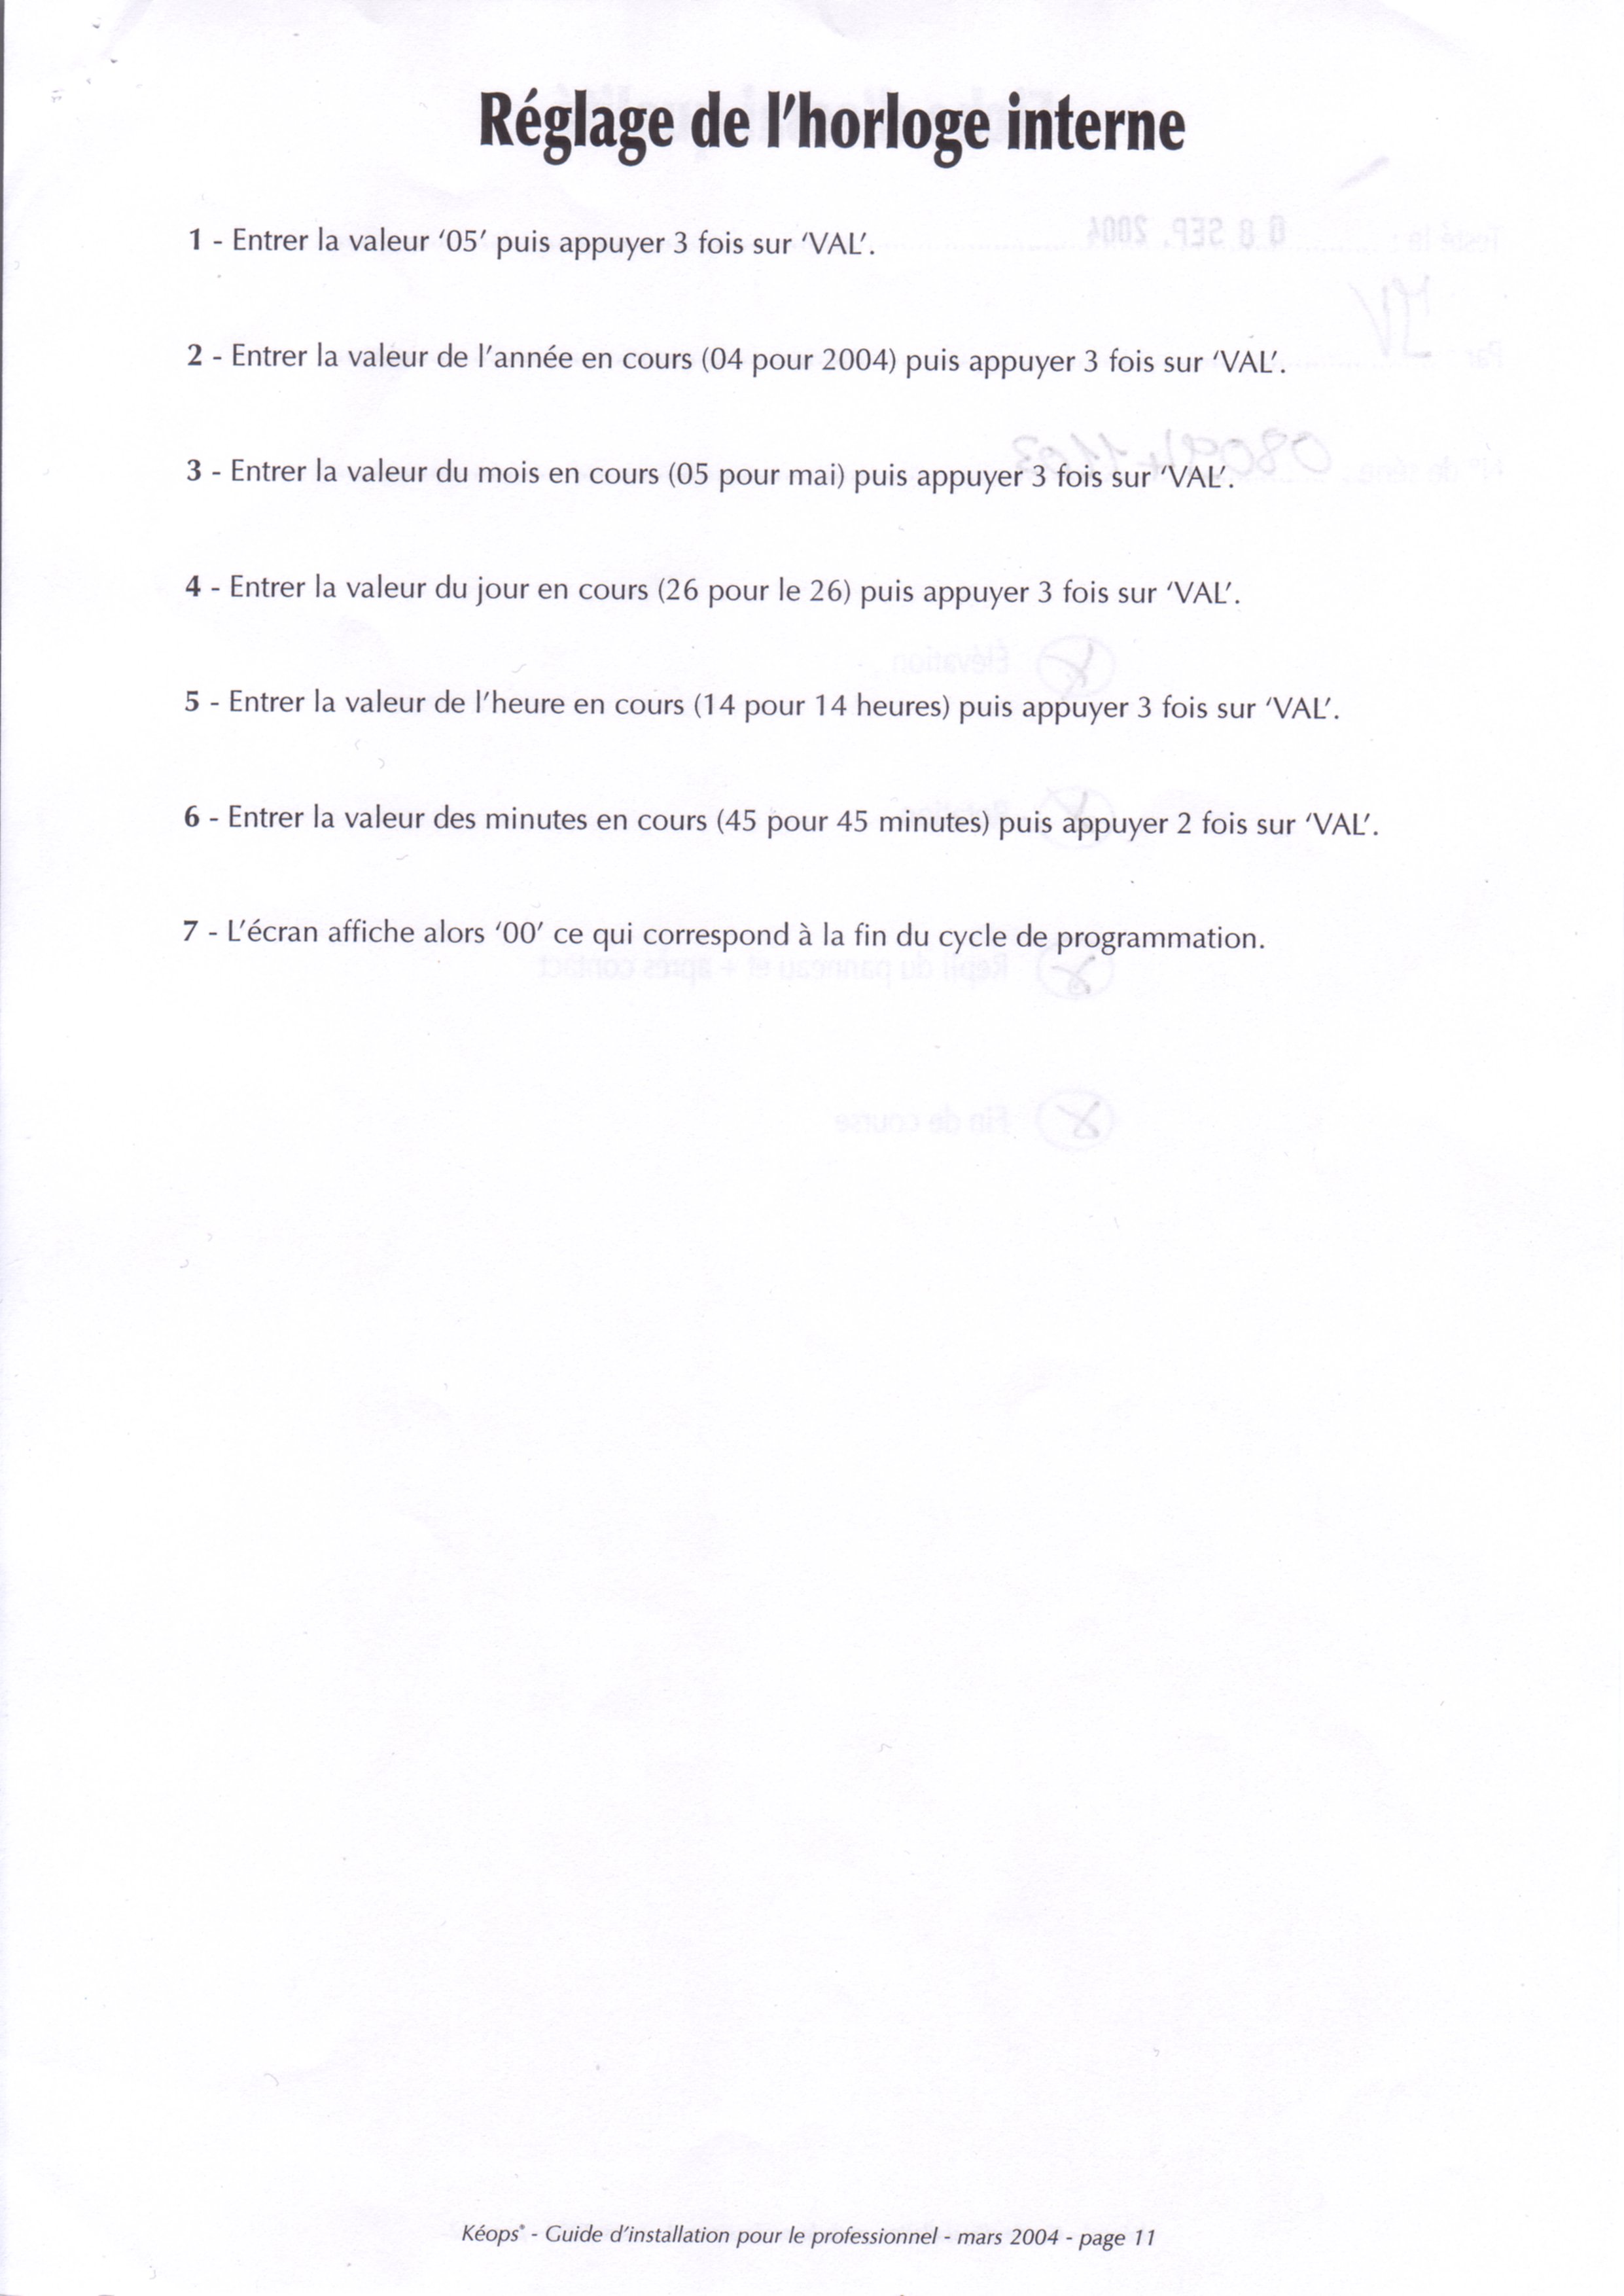 Réglage de l'horloge interne
1 - Entrer la valeur ‘05’ puis appuyer 3 fois sur ‘VAL’.
2 - Entrer la valeur de l'année en cours (04 pour 2004) puis appuyer 3 fois sur ‘VAL’.
3 - Entrer la valeur du mois en cours (05 pour mai) puis appuyer 3 fois sur ‘VAL’.
4 - Entrer la valeur du jour en cours (26 pour le 26) puis appuyer 3 fois sur ‘VAL’.
5 - Entrer la valeur de l'heure en cours (14 pour 14 heures) puis appuyer 3 fois sur ‘VAL’.
6 - Entrer la valeur des minutes en cours (45 pour 45 minutes) puis appuyer 2 fois sur ‘VAL’.
7 - L'écran affiche alors ‘00’ ce qui correspond à la fin du cycle de programmation.
Kéops® - Guide d'installation pour le professionnel - mars 2004 - page 11